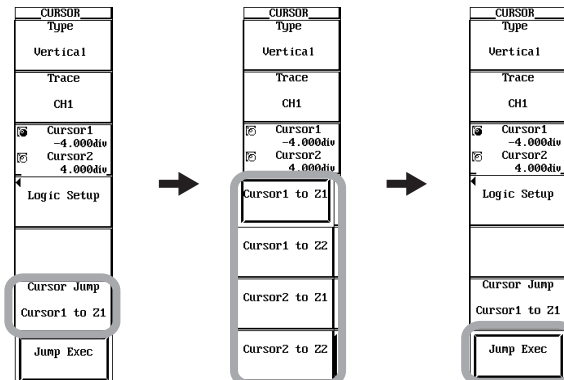 CURSOR
Type
Vertical
Trace
CH1
Cursor1
-4.000div
Cursor2
4.000div
Logic Setup
Cursor Jump
Cursor1 to Z1
Jump Exec
CURSOR
Type
Vertical
Trace
CH1
Cursor1
-4.000div
Cursor2
4.000div
Cursor1 to Z1
Cursor1 to Z2
Cursor2 to Z1
Cursor2 to Z2
CURSOR
Type
Vertical
Trace
CH1
Cursor1
-4.000div
Cursor2
4.000div
Logic Setup
Cursor Jump
Cursor1 to Z1
Jump Exec